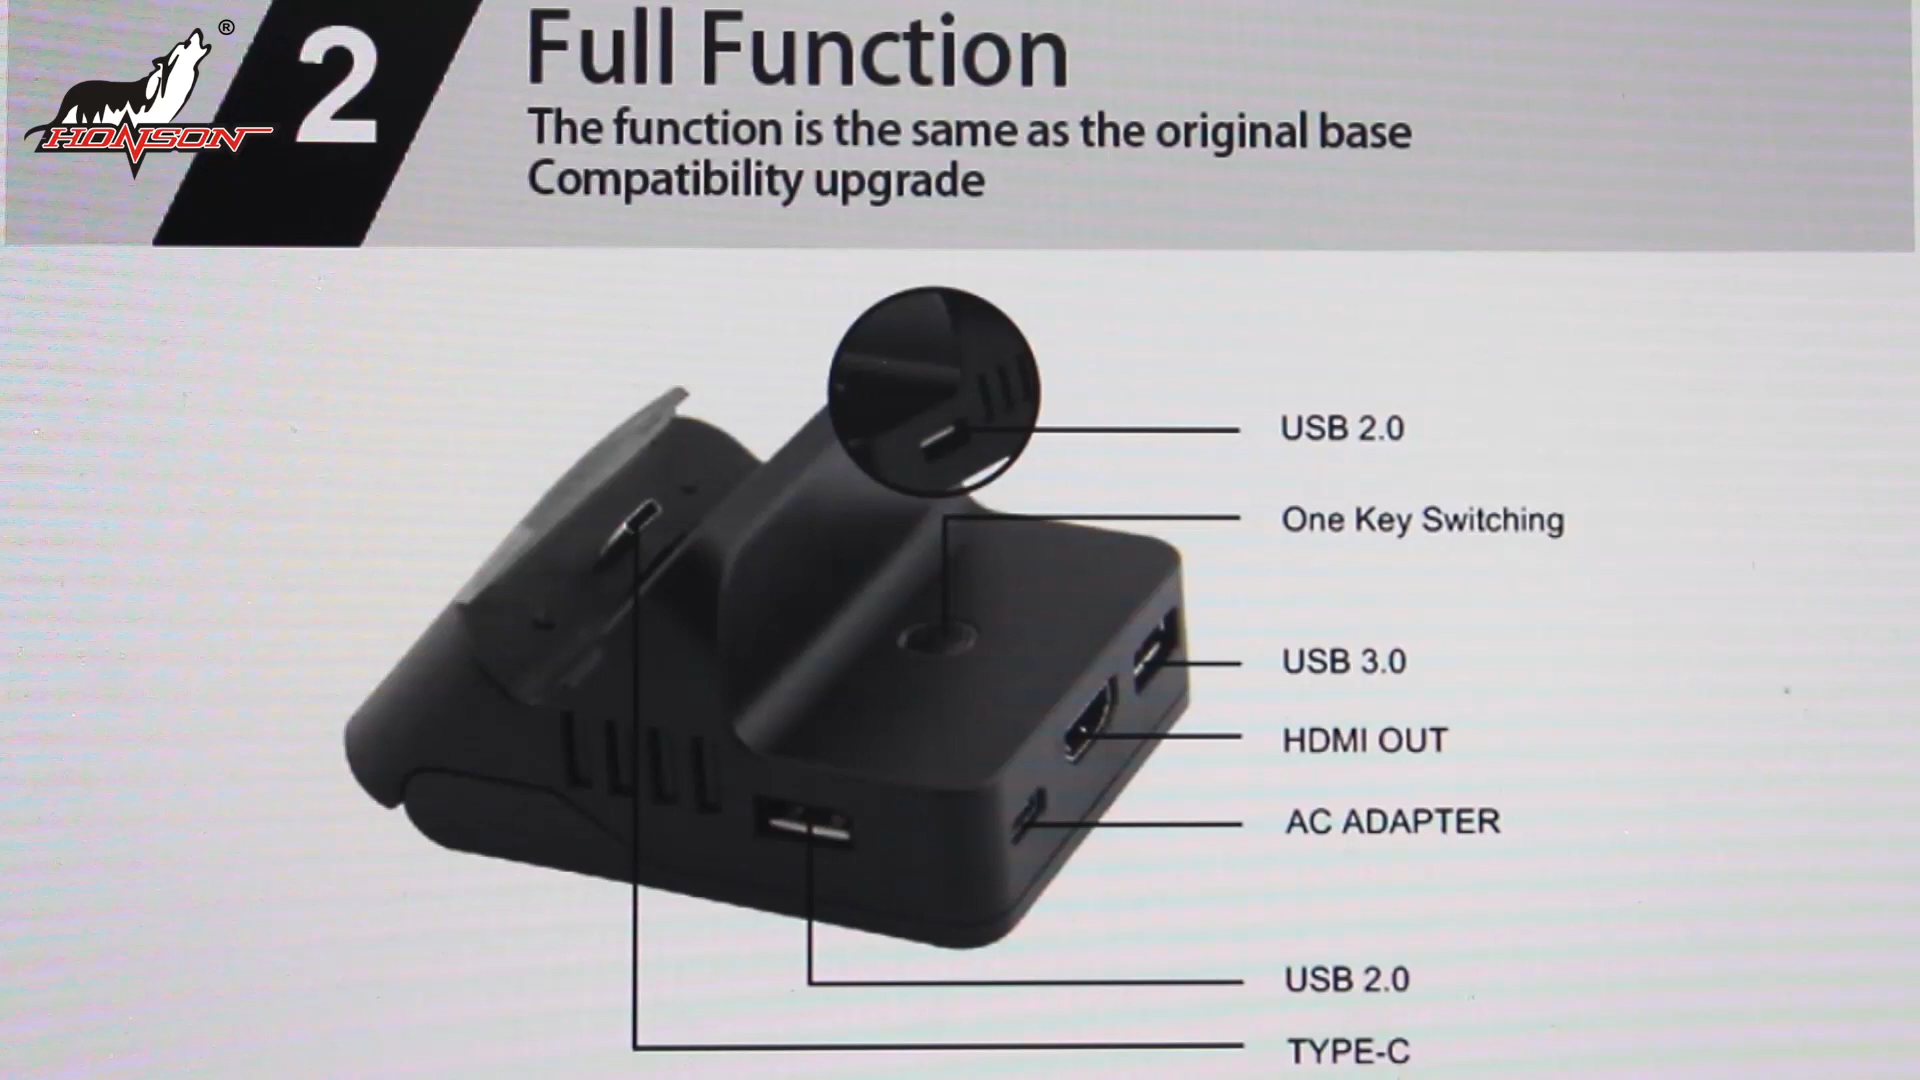 ®
HONSON
2
Full Function
The function is the same as the original base
Compatibility upgrade
USB 2.0
One Key Switching
USB 3.0
HDMI OUT
AC ADAPTER
USB 2.0
TYPE-C